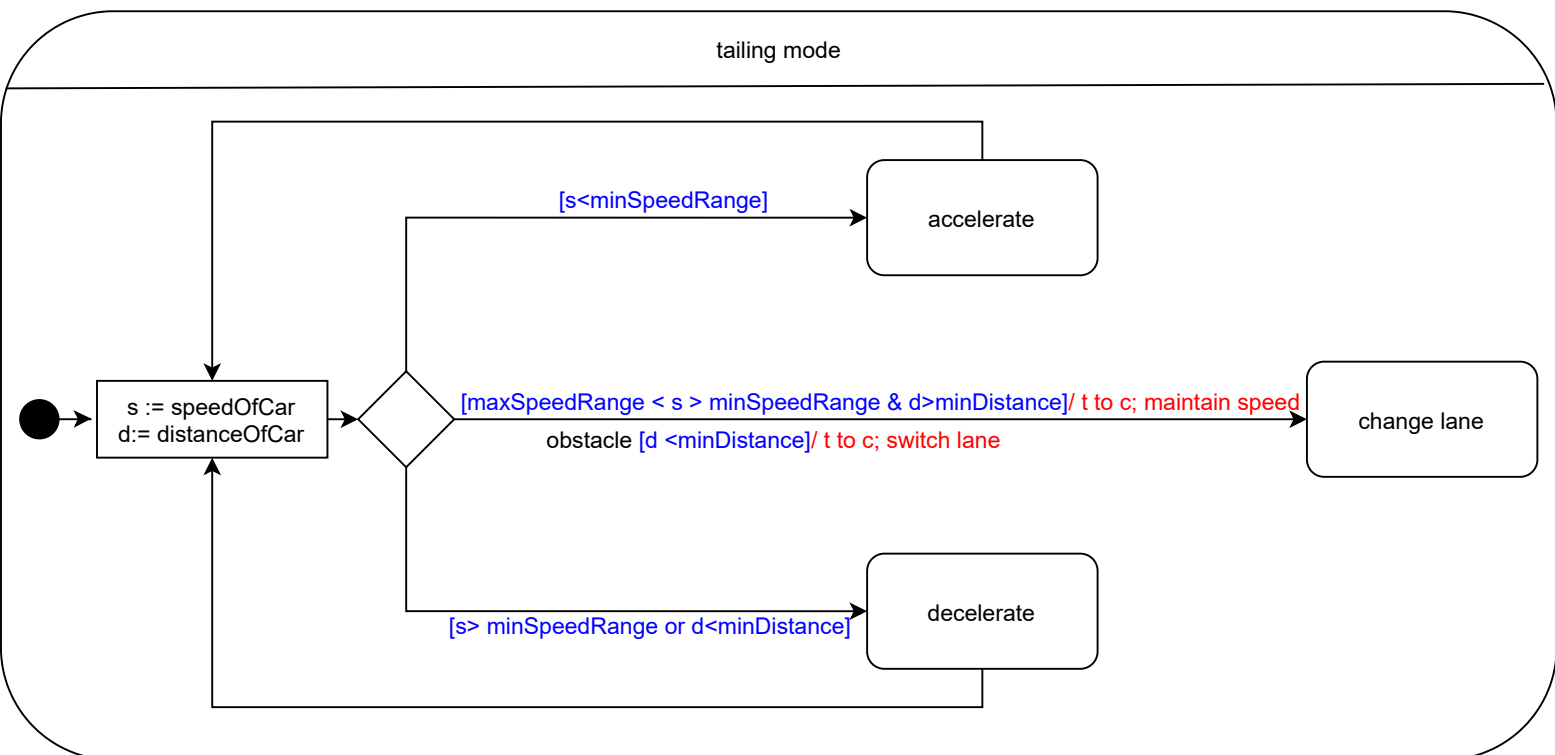 tailing mode
[s<minSpeedRange]
accelerate
s := speedOfCar
d:= distanceOfCar
[maxSpeedRange < s > minSpeedRange & d>minDistance]/ t to c; maintain speed
obstacle [d <minDistance]/ t to c; switch lane
change lane
[s> minSpeedRange or d<minDistance]
decelerate